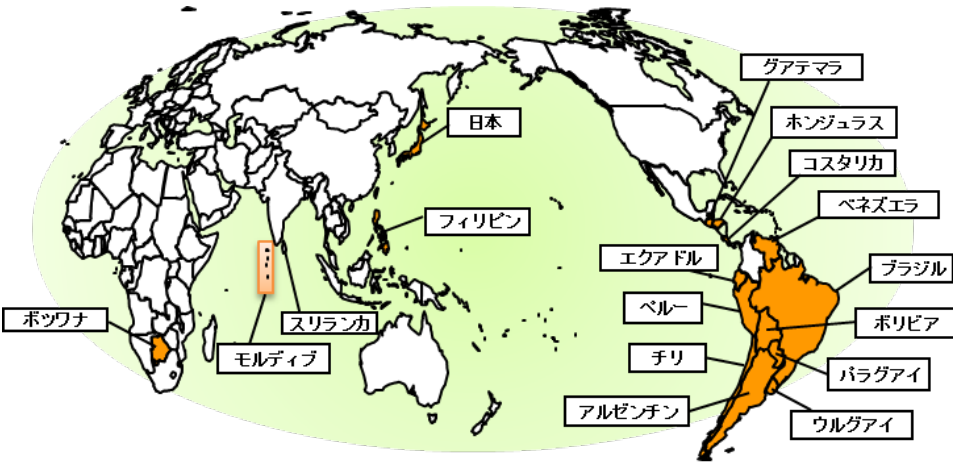 グアテマラ
ホンジュラス
日本
コスタリカ
ベネズエラ
フィリピン
エクアドル
ブラジル
ペルー
ボツワナ
スリランカ
ボリビア
モルディブ
チリ
パラグアイ
アルゼンチン
ウルグアイ